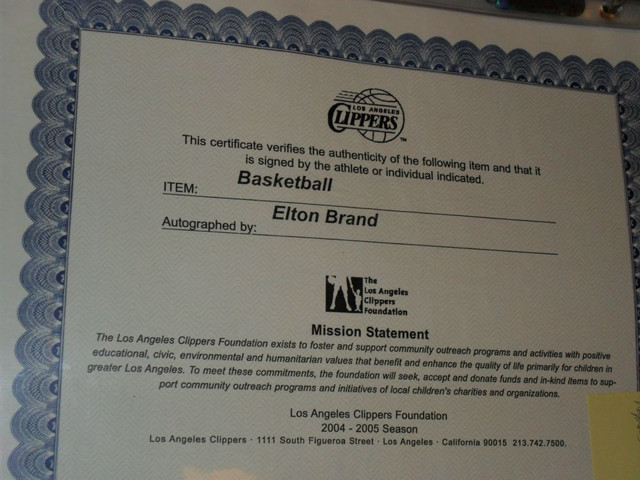 LOS ANGELES
CLIPPERS
TM
This certificate verifies the authenticity of the following item and that it
is signed by the athlete or individual indicated.
ITEM: Basketball
Autographed by: Elton Brand
The
Los Angeles
Clippers
Foundation
Mission Statement
The Los Angeles Clippers Foundation exists to foster and support community outreach programs and activities with positive
educational, civic, environmental and humanitarian values that benefit and enhance the quality of life primarily for children in
greater Los Angeles. To meet these commitments, the foundation will seek, accept and donate funds and in-kind items to sup-
port community outreach programs and initiatives of local children's charities and organizations.
Los Angeles Clippers Foundation
2004 - 2005 Season
Los Angeles Clippers · 1111 South Figueroa Street · Los Angeles · California 90015 213.742.7500.